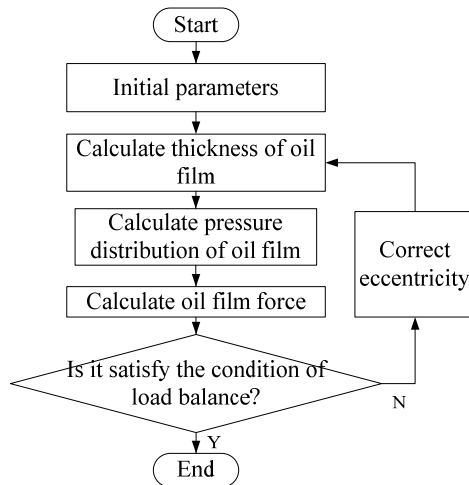 Start
Initial parameters
Calculate thickness of oil
film
Calculate pressure
distribution of oil film
Correct
eccentricity
Calculate oil film force
Is it satisfy the condition of
load balance?
N
Y
End